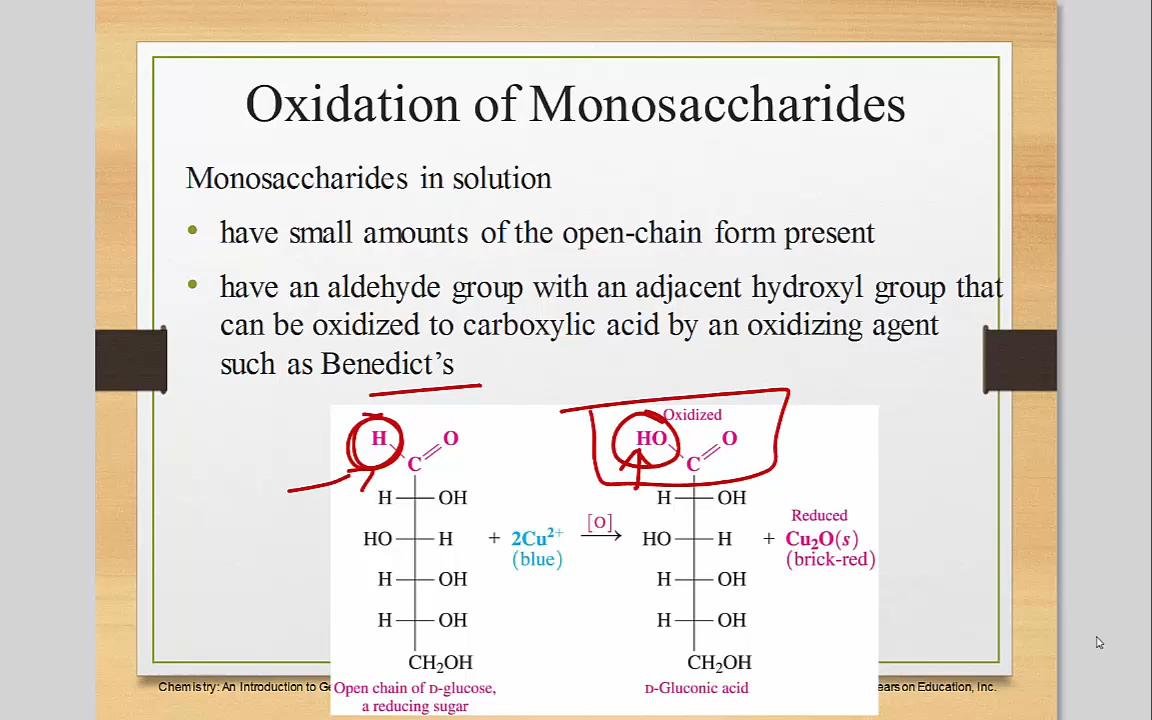 Oxidation of Monosaccharides
Monosaccharides in solution
• have small amounts of the open-chain form present
• have an aldehyde group with an adjacent hydroxyl group that
can be oxidized to carboxylic acid by an oxidizing agent
such as Benedict's
Oxidized
H O HO O
C C
H OH H OH
Reduced
HO H + 2Cu²⁺ [O] HO H + Cu₂O(s)
(blue) (brick-red)
H OH H OH
H OH H OH
CH₂OH CH₂OH
Chemistry: An Introduction to Education, Inc.
Open chain of D-glucose, D-Gluconic acid
a reducing sugar